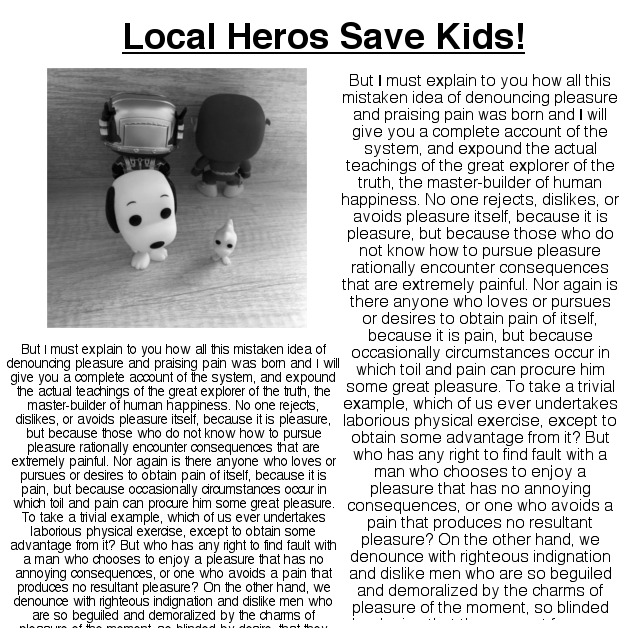 Local Heros Save Kids!
But I must explain to you how all this mistaken idea of
denouncing pleasure and praising pain was born and I will
give you a complete account of the system, and expound
the actual teachings of the great explorer of the truth, the
master-builder of human happiness. No one rejects,
dislikes, or avoids pleasure itself, because it is pleasure,
but because those who do not know how to pursue
pleasure rationally encounter consequences that are
extremely painful. Nor again is there anyone who loves or
pursues or desires to obtain pain of itself, because it is
pain, but because occasionally circumstances occur in
which toil and pain can procure him some great pleasure.
To take a trivial example, which of us ever undertakes
laborious physical exercise, except to obtain some
advantage from it? But who has any right to find fault with
a man who chooses to enjoy a pleasure that has no
annoying consequences, or one who avoids a pain that
produces no resultant pleasure? On the other hand, we
denounce with righteous indignation and dislike men who
are so beguiled and demoralized by the charms of
pleasure of the moment, so blinded by desire, that they
But I must explain to you how all this
mistaken idea of denouncing pleasure
and praising pain was born and I will
give you a complete account of the
system, and expound the actual
teachings of the great explorer of the
truth, the master-builder of human
happiness. No one rejects, dislikes, or
avoids pleasure itself, because it is
pleasure, but because those who do
not know how to pursue pleasure
rationally encounter consequences
that are extremely painful. Nor again is
there anyone who loves or pursues
or desires to obtain pain of itself,
because it is pain, but because
occasionally circumstances occur in
which toil and pain can procure him
some great pleasure. To take a trivial
example, which of us ever undertakes
laborious physical exercise, except to
obtain some advantage from it? But
who has any right to find fault with a
man who chooses to enjoy a
pleasure that has no annoying
consequences, or one who avoids a
pain that produces no resultant
pleasure? On the other hand, we
denounce with righteous indignation
and dislike men who are so beguiled
and demoralized by the charms of
pleasure of the moment, so blinded